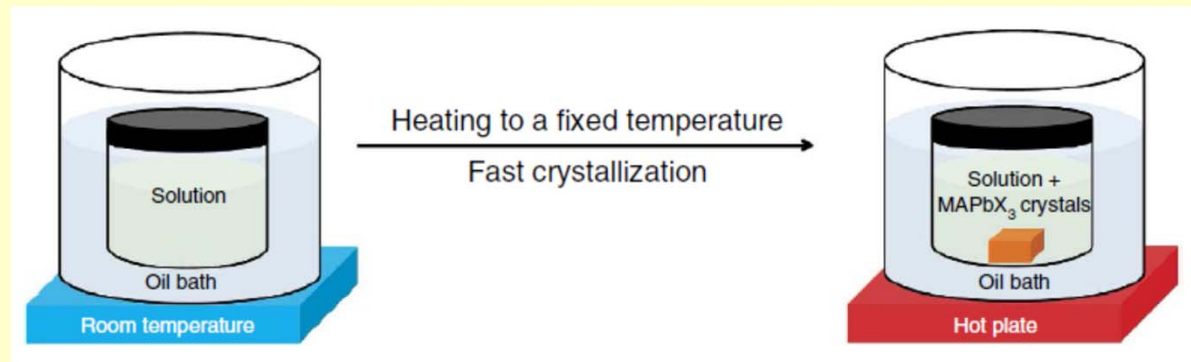 Solution
Oil bath
Room temperature
Heating to a fixed temperature
Fast crystallization
Solution +
MAPbX₃ crystals
Oil bath
Hot plate